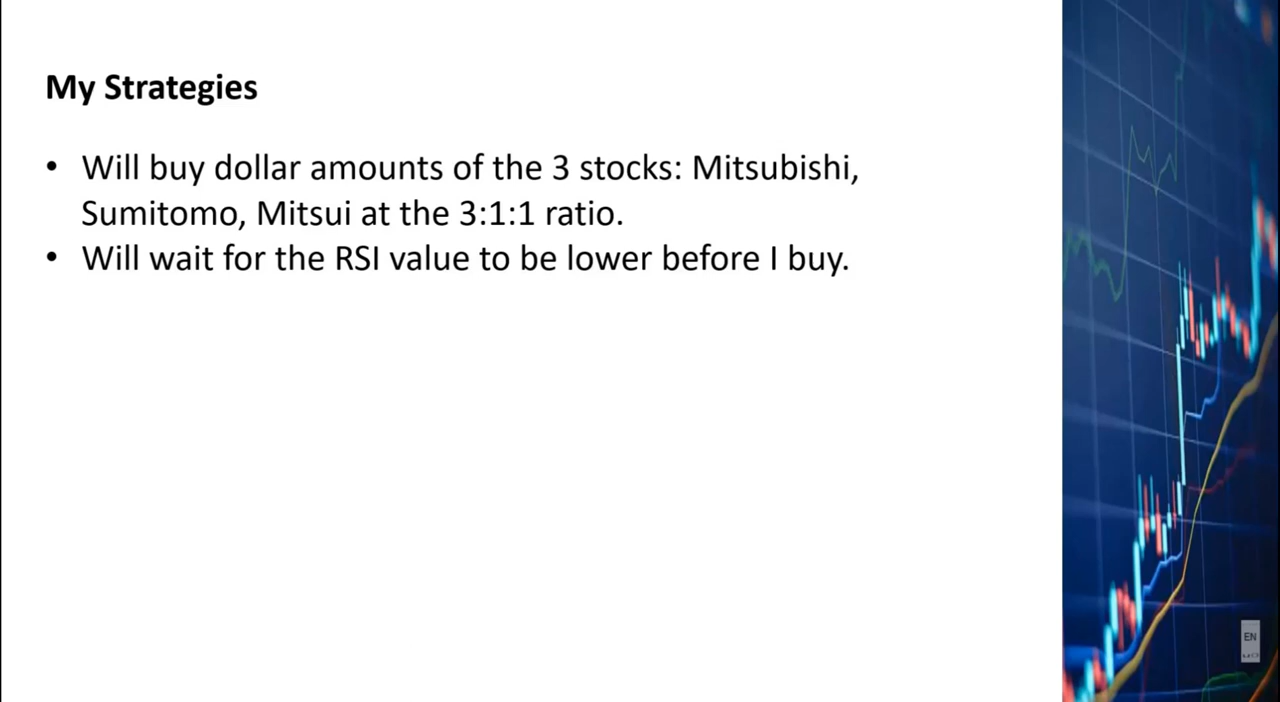 My Strategies
• Will buy dollar amounts of the 3 stocks: Mitsubishi,
Sumitomo, Mitsui at the 3:1:1 ratio.
• Will wait for the RSI value to be lower before I buy.
EN